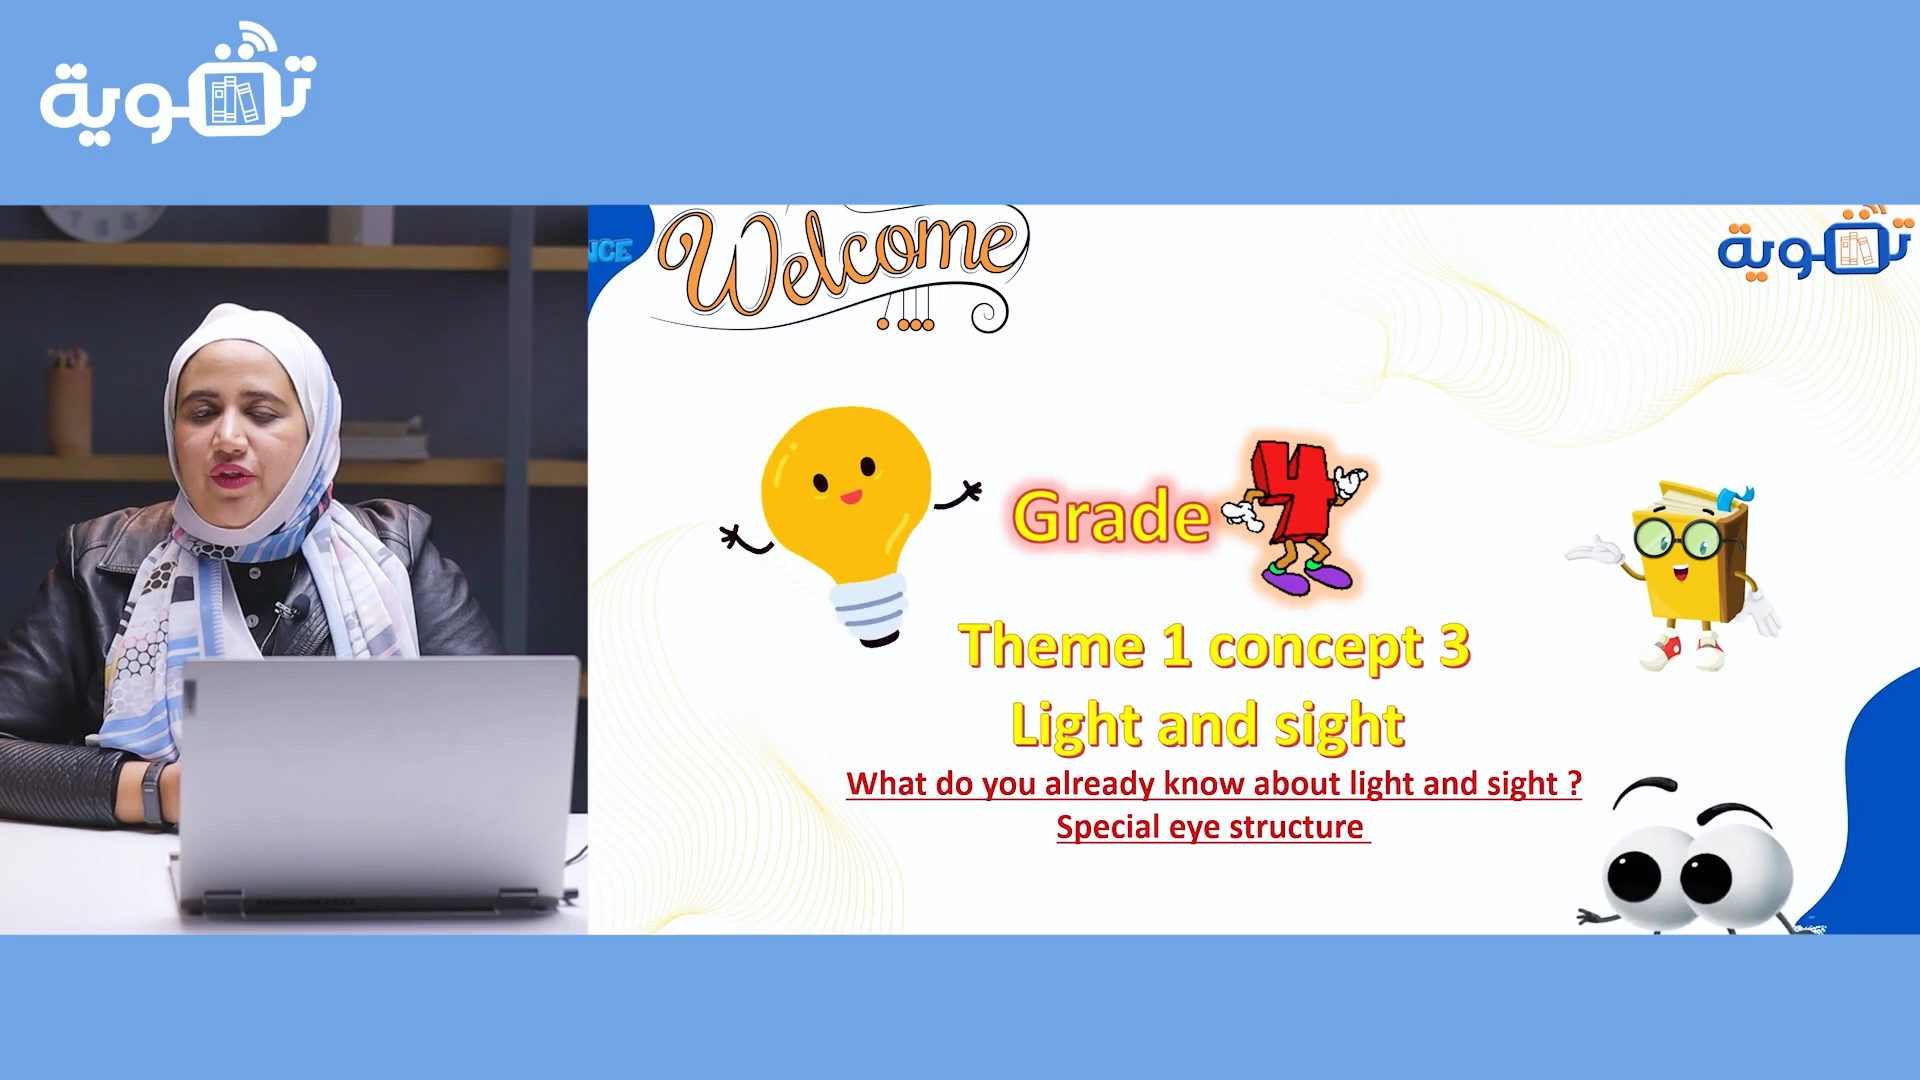 تقوية
NCE
Welcome
تقوية
Grade 4
Theme 1 concept 3
Light and sight
What do you already know about light and sight ?
Special eye structure